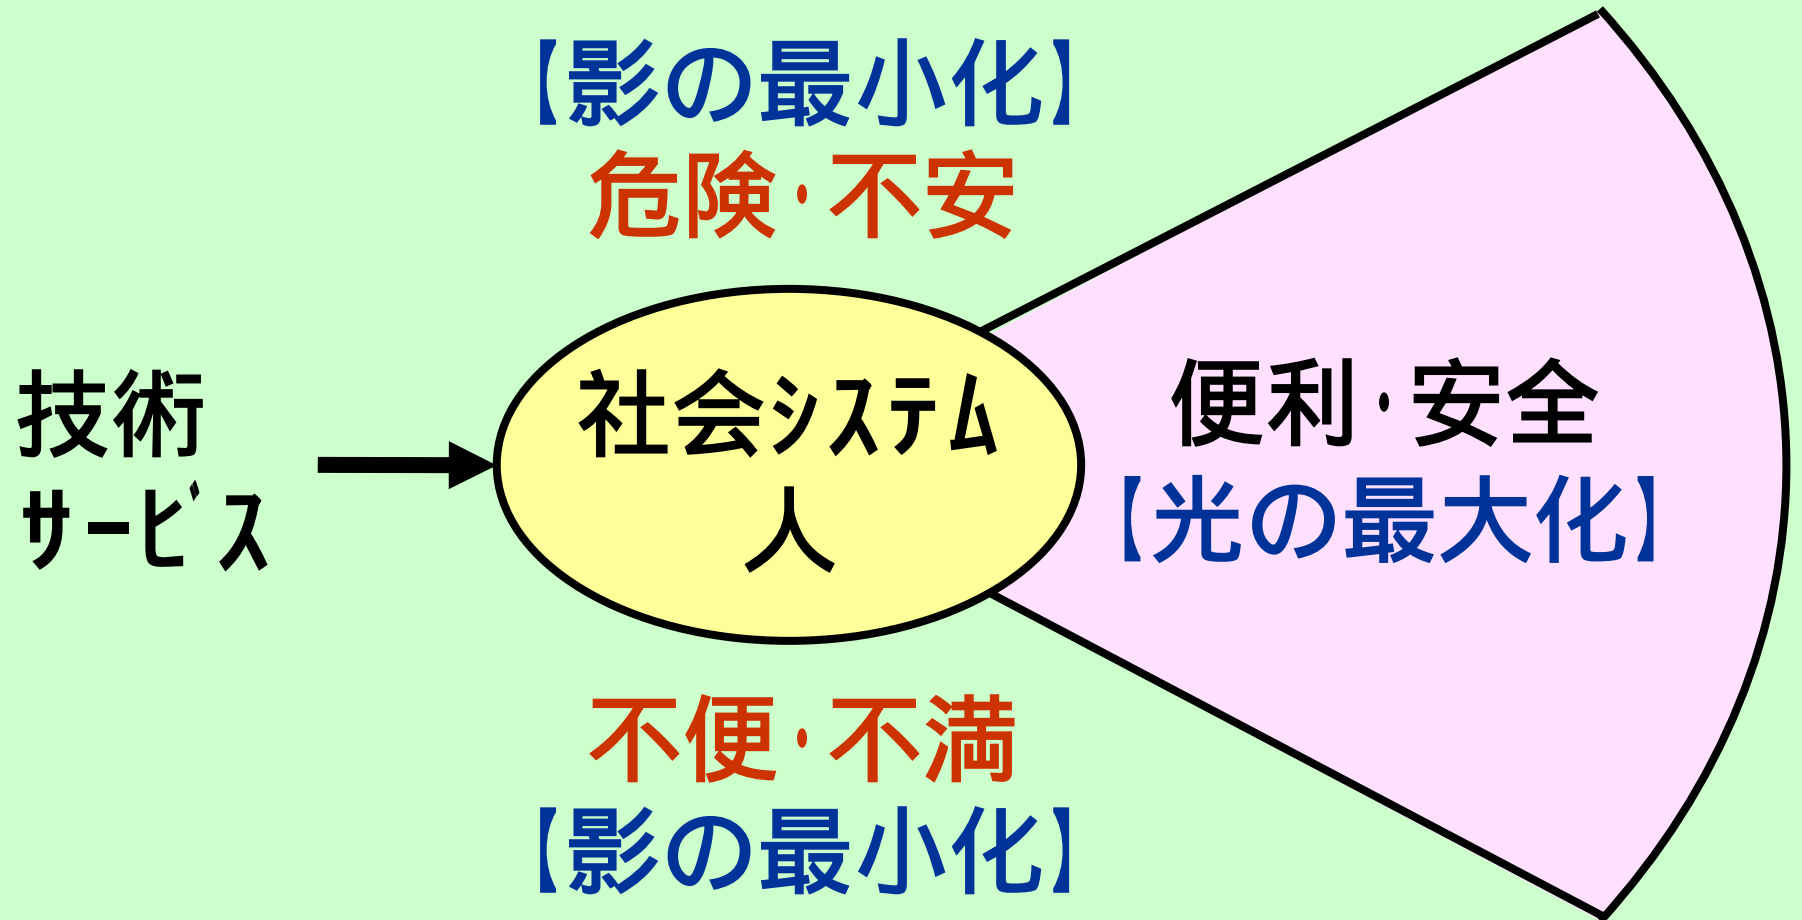 【影の最小化】
危険・不安
技術
ｻｰﾋﾞｽ
社会ｼｽﾃﾑ
人
便利・安全
【光の最大化】
不便・不満
【影の最小化】